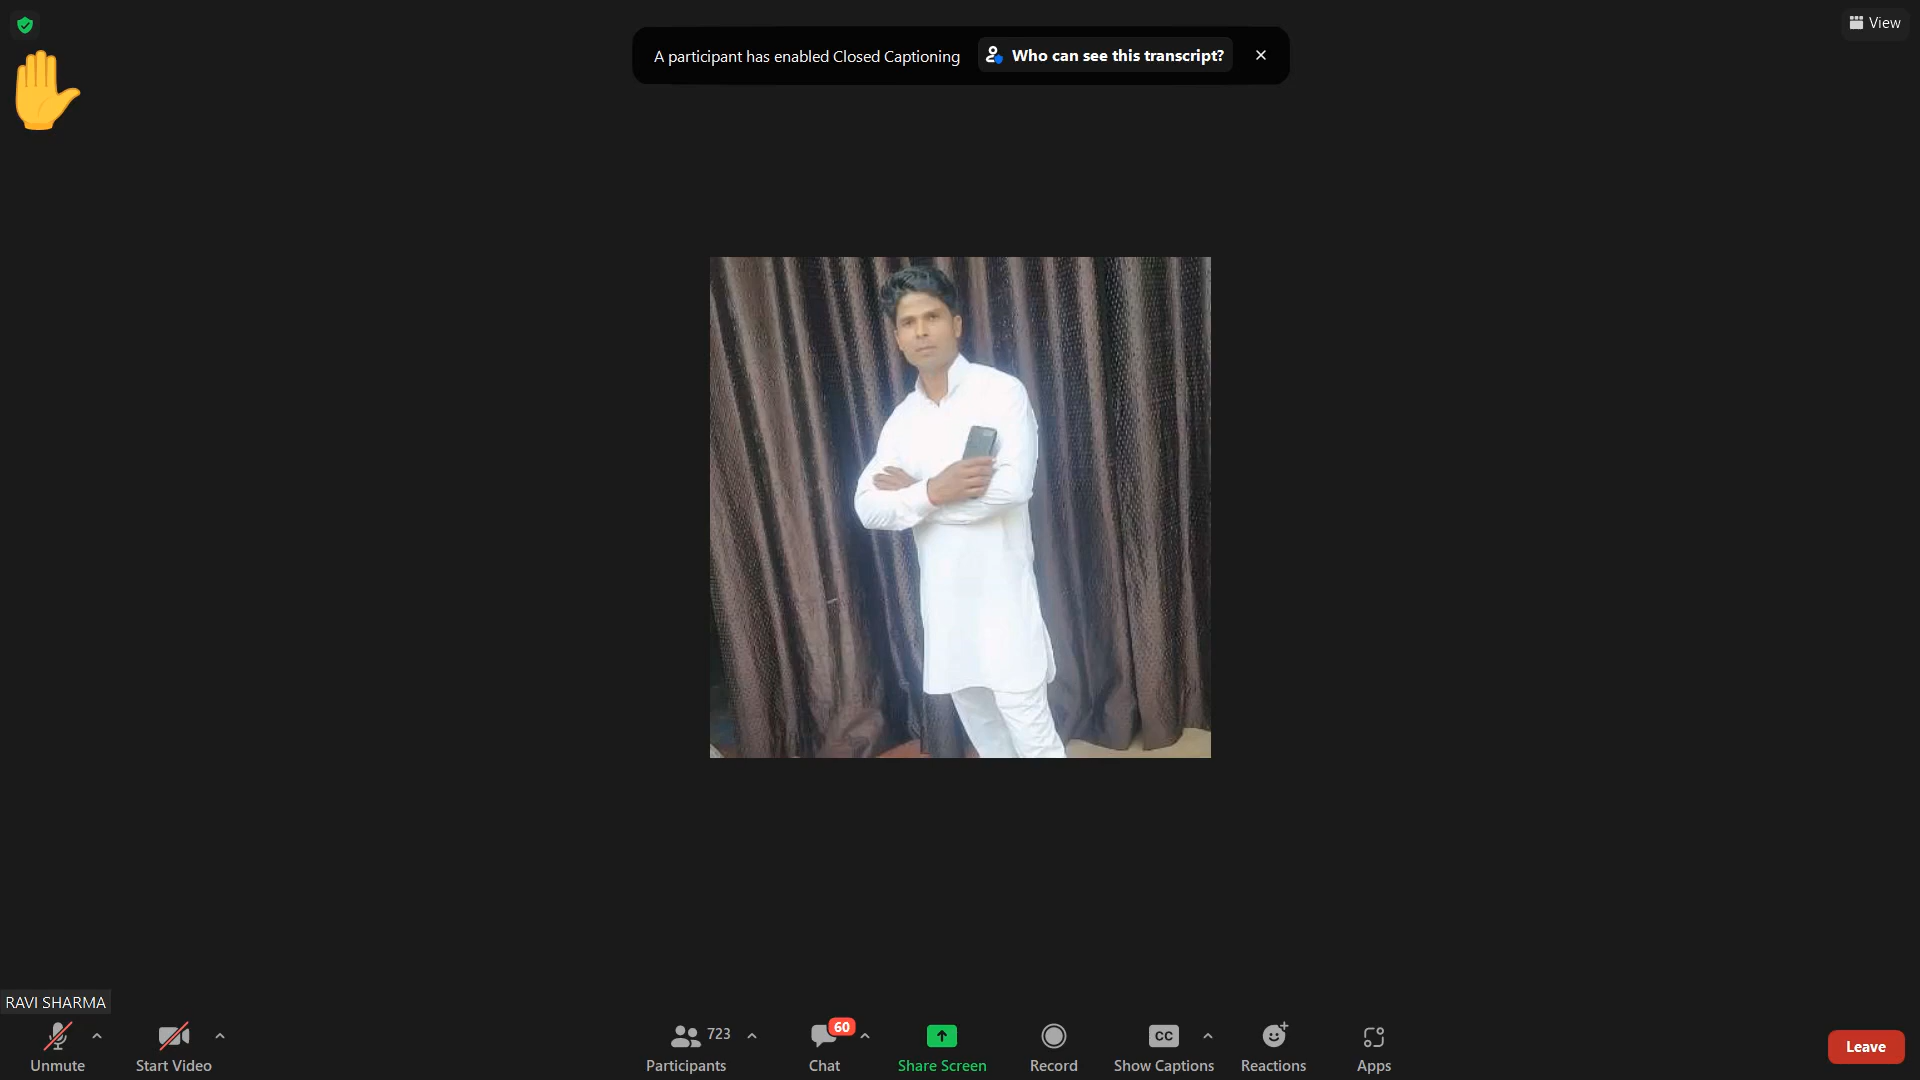 View
A participant has enabled Closed Captioning Who can see this transcript?
RAVI SHARMA
723
60
CC
Unmute
Start Video
Participants
Chat
Share Screen
Record
Show Captions
Reactions
Apps
Leave